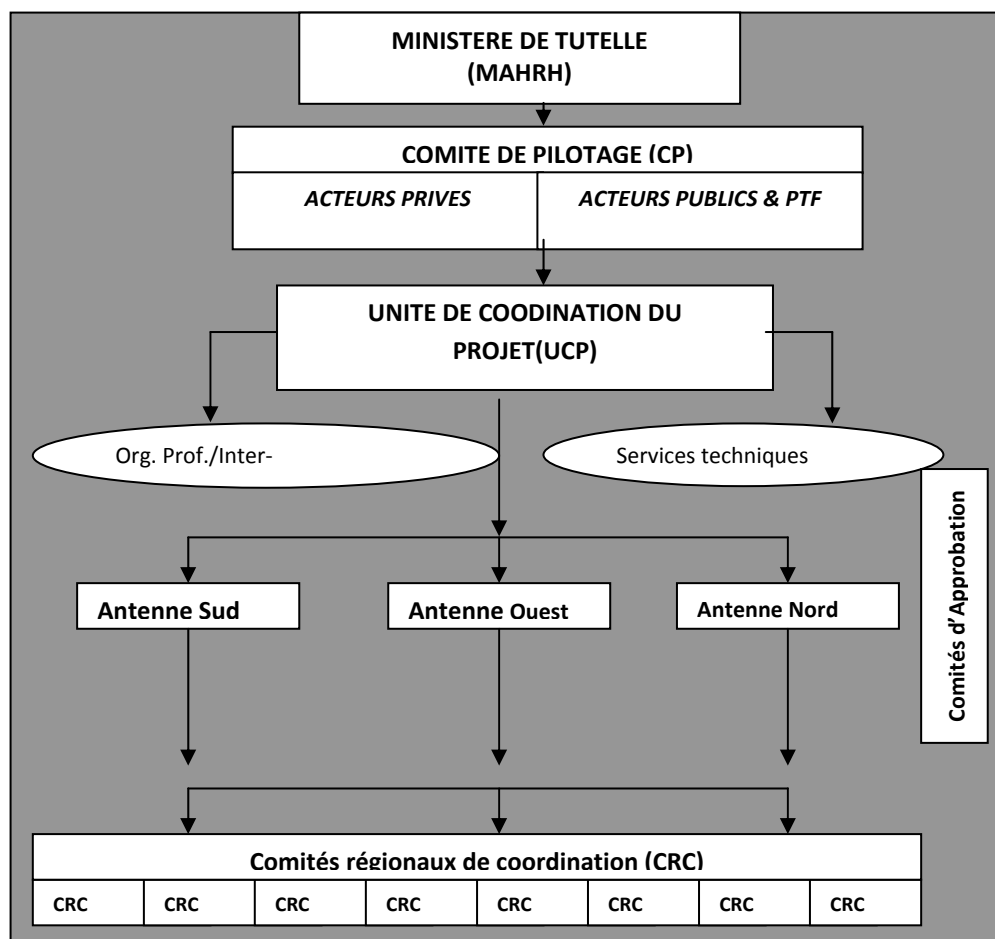 MINISTERE DE TUTELLE
(MAHRH)
COMITE DE PILOTAGE (CP)
ACTEURS PRIVES
ACTEURS PUBLICS & PTF
UNITE DE COODINATION DU
PROJET(UCP)
Org. Prof./Inter-
Services techniques
Comités d'Approbation
Antenne Sud
Antenne Ouest
Antenne Nord
Comités régionaux de coordination (CRC)
CRC CRC CRC CRC CRC CRC CRC CRC